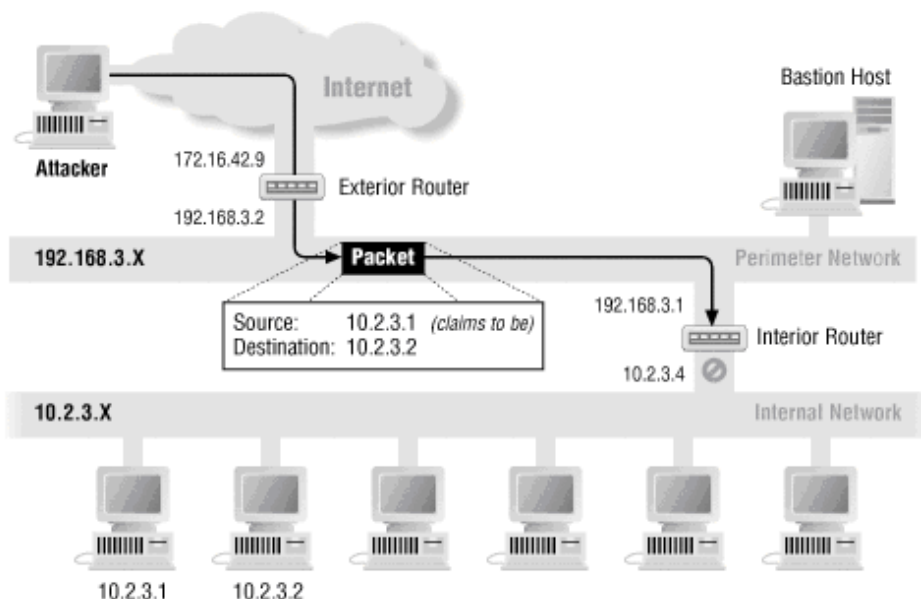 Internet
Bastion Host
Attacker
172.16.42.9
Exterior Router
192.168.3.2
192.168.3.X
Packet
Perimeter Network
Source: 10.2.3.1 (claims to be)
Destination: 10.2.3.2
192.168.3.1
Interior Router
10.2.3.4
10.2.3.X
Internal Network
10.2.3.1
10.2.3.2